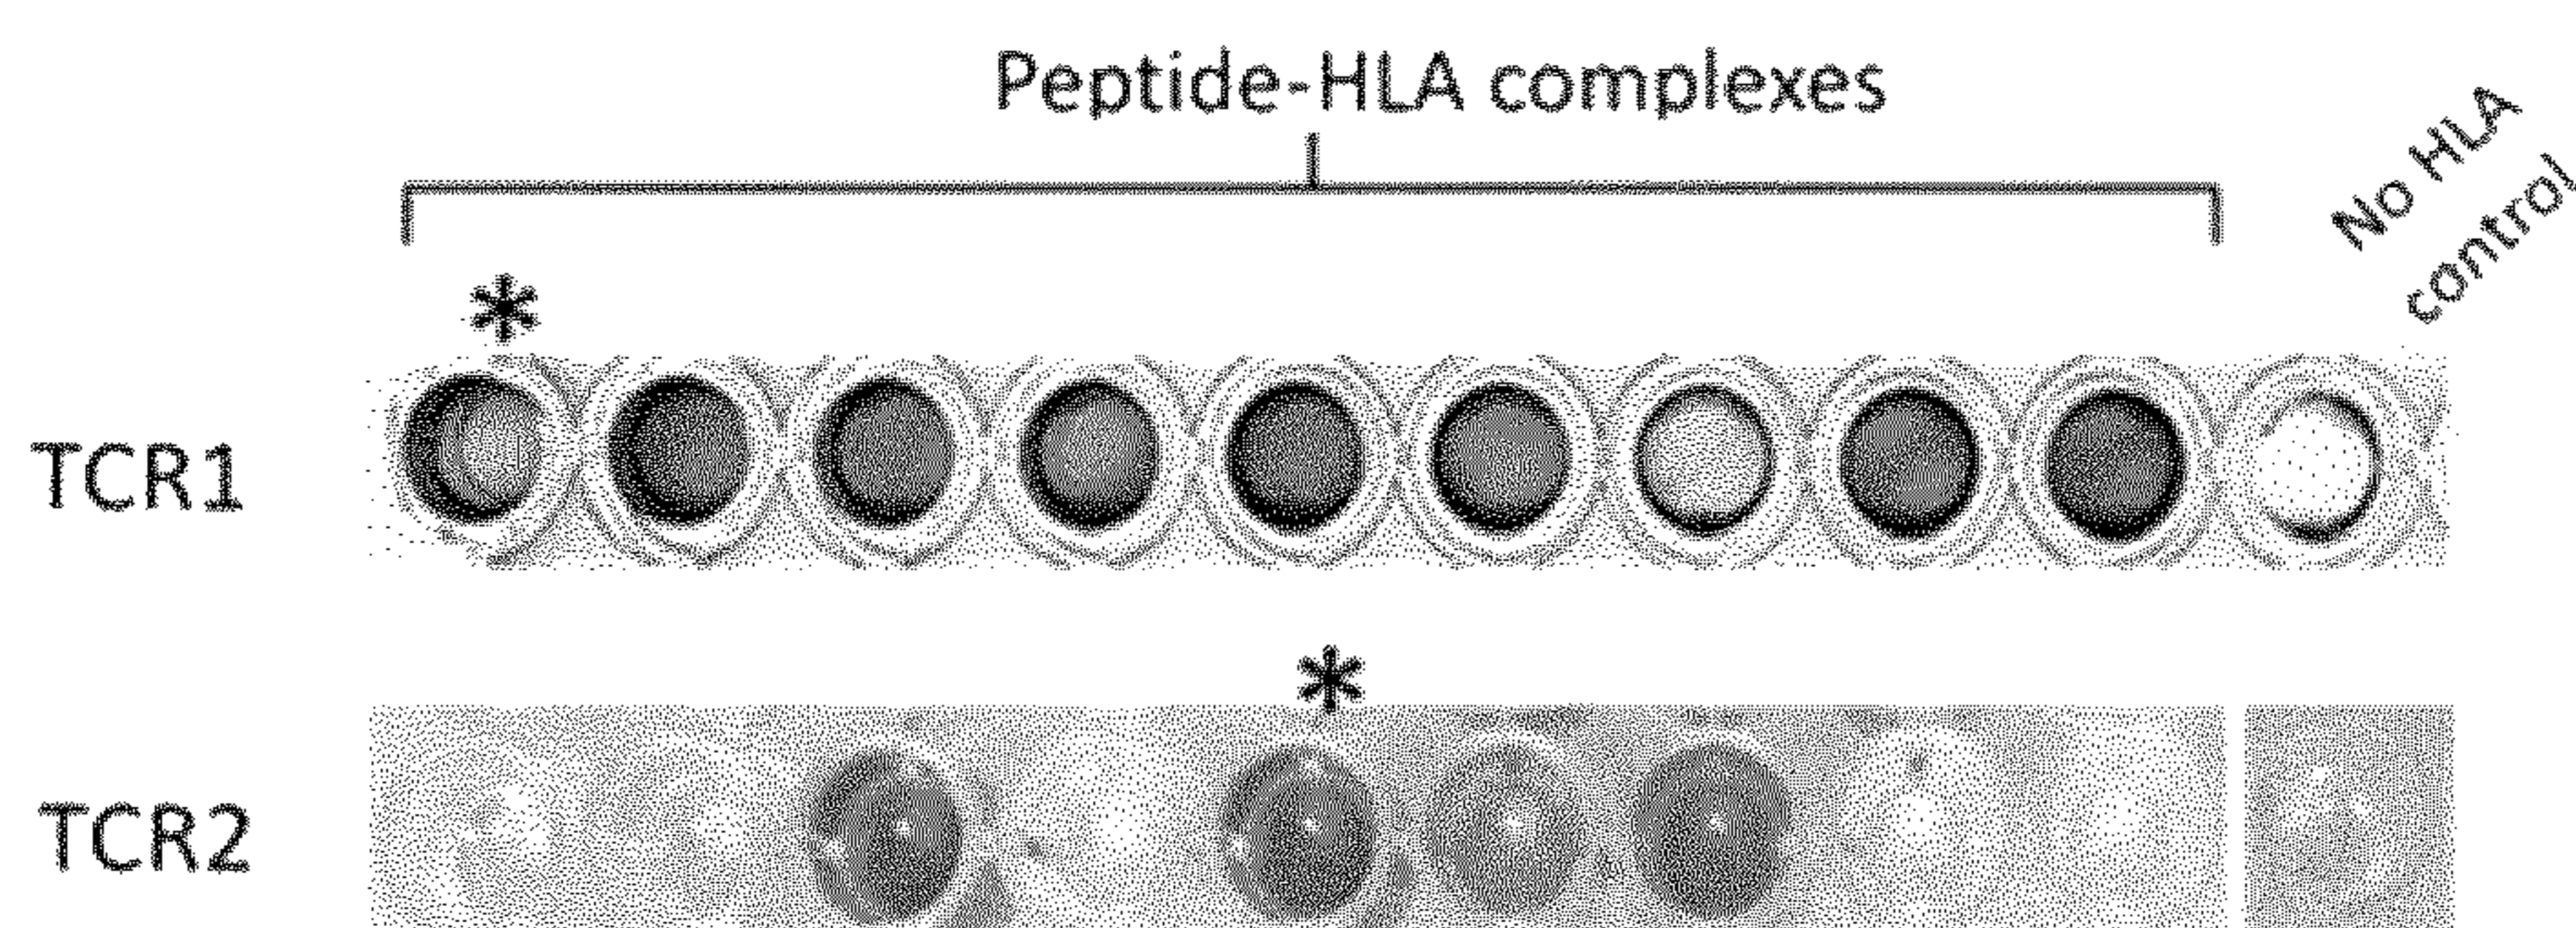 Peptide-HLA complexes
No HLA
control
*
TCR1
*
TCR2